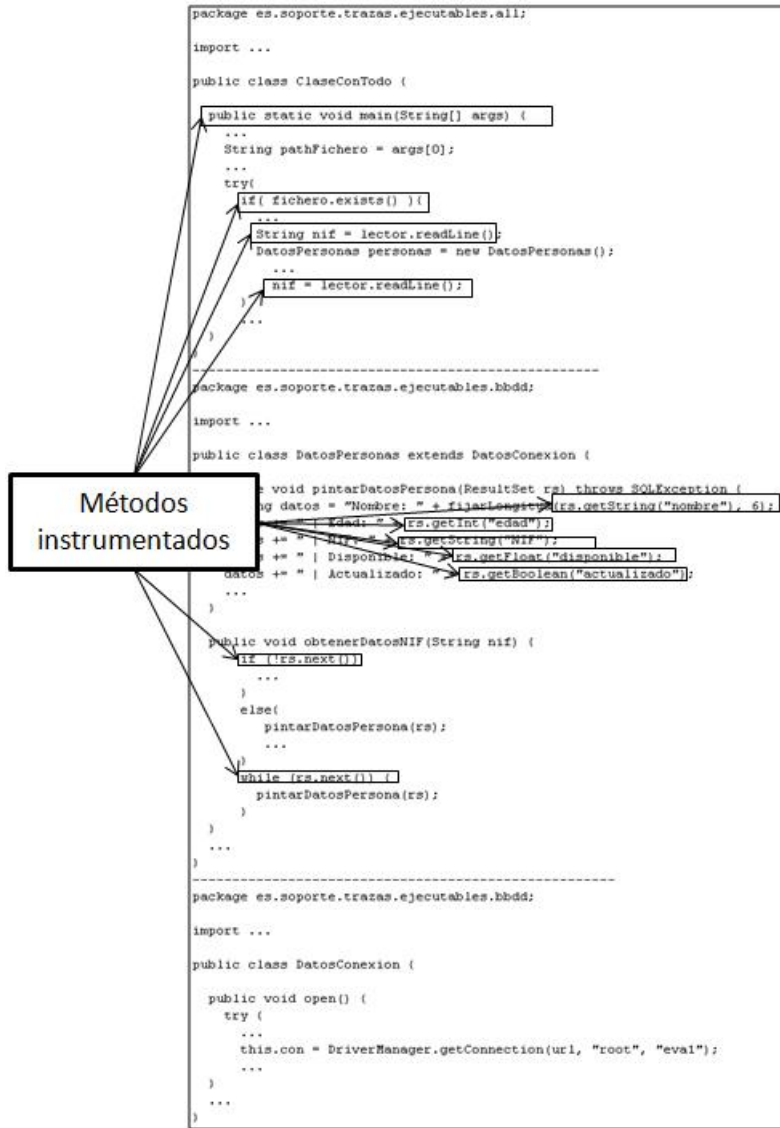 package es.soporte.trazas.ejecutables.all;
import ...
public class ClaseConTodo {
public static void main(String[] args) {
...
String pathFichero = args[0];
...
try{
if( fichero.exists() ){
...
String nif = lector.readLine();
DatosPersonas personas = new DatosPersonas();
...
nif = lector.readLine();
}
...
}
}
---------------------------------------------------
package es.soporte.trazas.ejecutables.bbdd;
import ...
public class DatosPersonas extends DatosConexion {
Métodos
instrumentados
void pintarDatosPersona(ResultSet rs) throws SQLException {
datos = "Nombre: " + fijarLongitud(rs.getString("nombre"), 6);
+= " | Edad: " + rs.getInt("edad");
+= " | NIF: " + rs.getString("NIF");
+= " | Disponible: " + rs.getFloat("disponible");
datos += " | Actualizado: " + rs.getBoolean("actualizado");
...
}
public void obtenerDatosNIF(String nif) {
if (!rs.next())
...
}
else{
pintarDatosPersona(rs);
...
}
while (rs.next()) {
pintarDatosPersona(rs);
}
}
...
}
-----------------------------------------------------
package es.soporte.trazas.ejecutables.bbdd;
import ...
public class DatosConexion {
public void open() {
try {
...
this.con = DriverManager.getConnection(url, "root", "eva1");
...
}
...
}